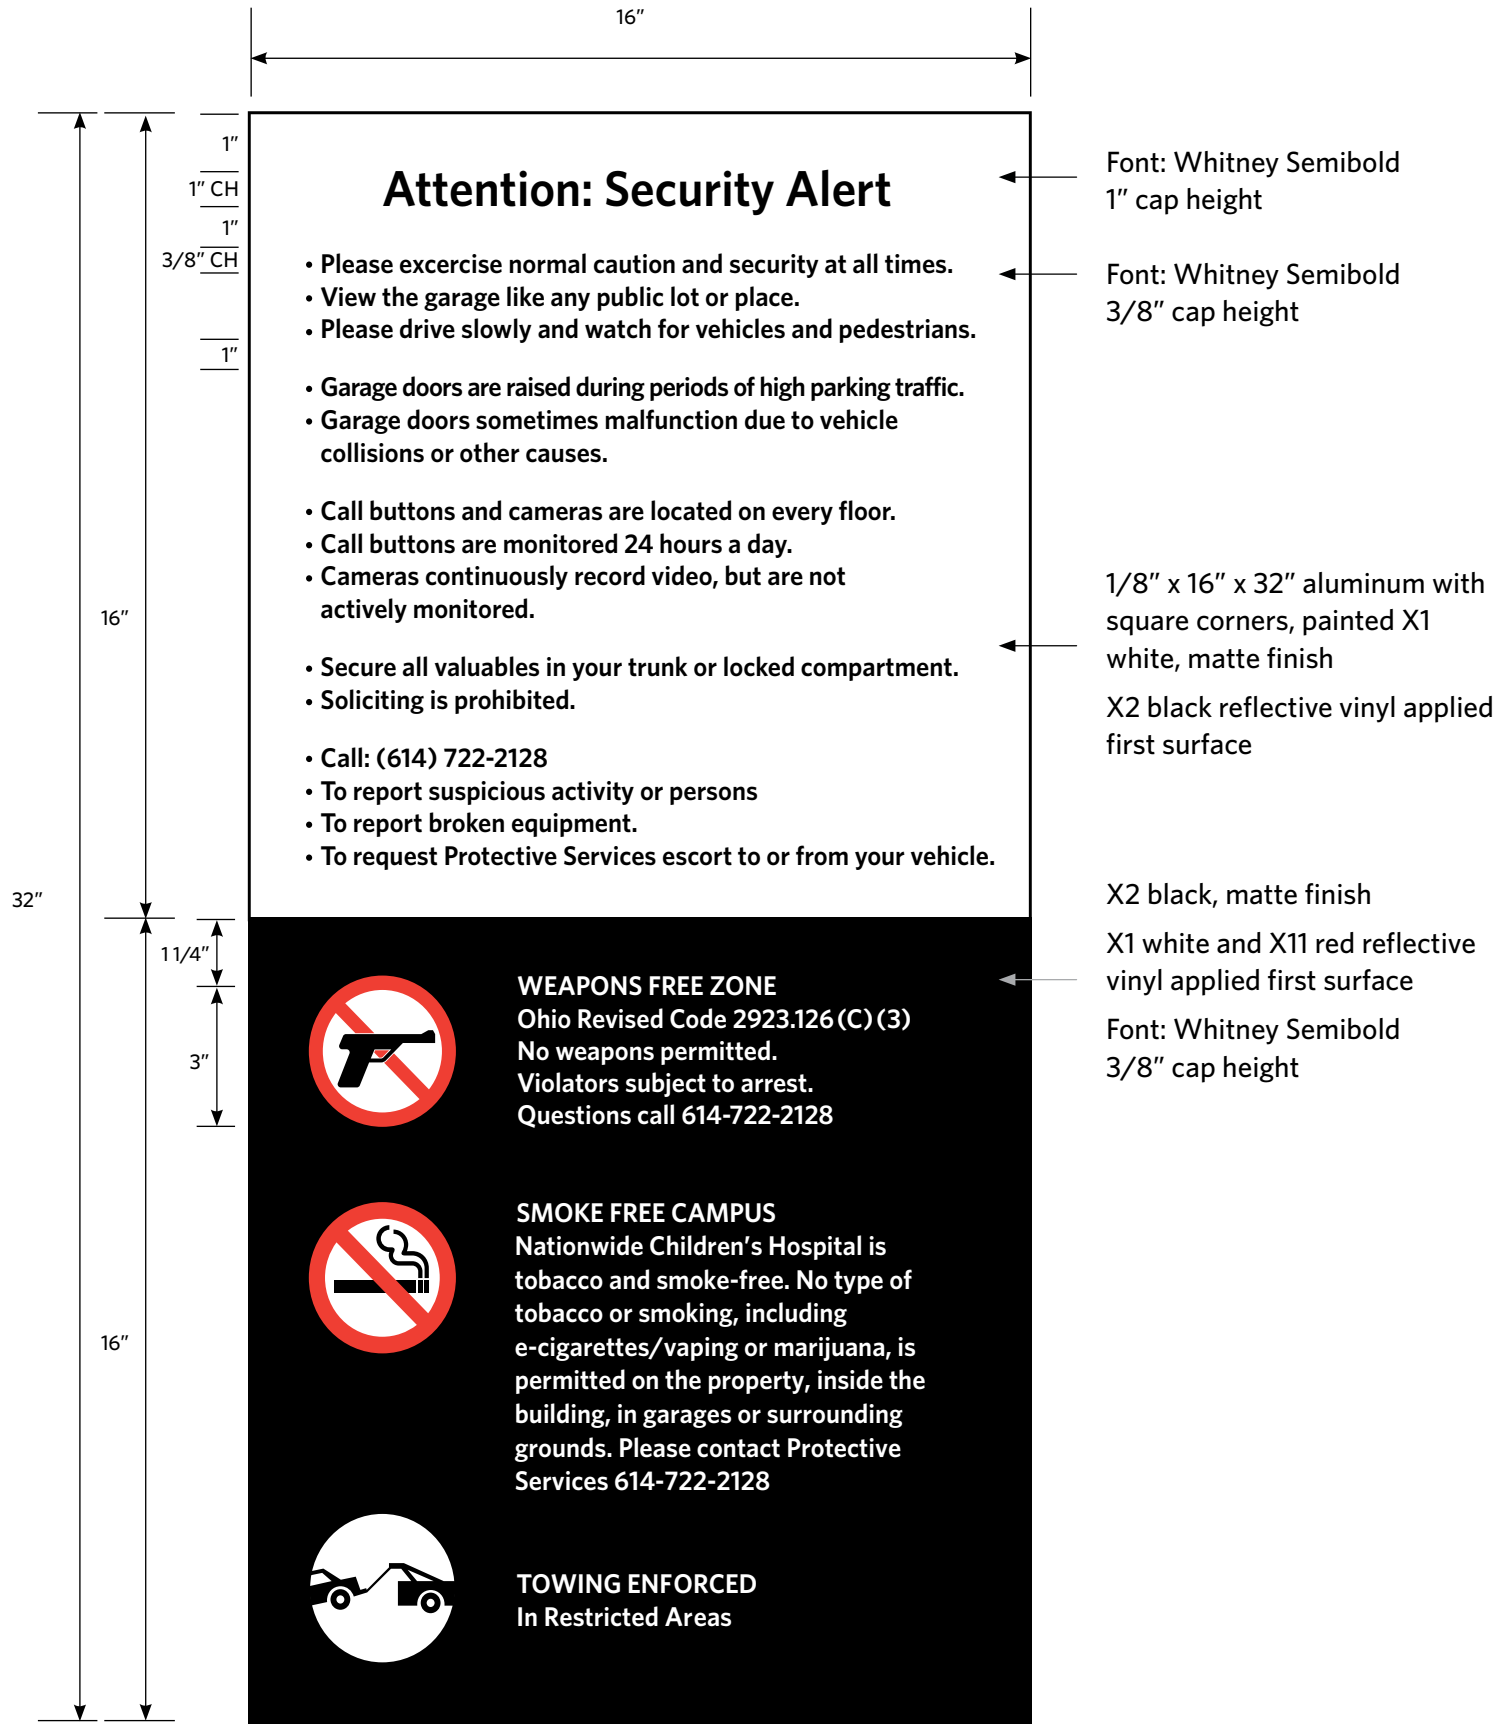 16”
1”
1” CH
1”
3/8” CH
1”
16”
32”
1 1/4”
3”
16”
Attention: Security Alert
• Please excercise normal caution and security at all times.
• View the garage like any public lot or place.
• Please drive slowly and watch for vehicles and pedestrians.
• Garage doors are raised during periods of high parking traffic.
• Garage doors sometimes malfunction due to vehicle
collisions or other causes.
• Call buttons and cameras are located on every floor.
• Call buttons are monitored 24 hours a day.
• Cameras continuously record video, but are not
actively monitored.
• Secure all valuables in your trunk or locked compartment.
• Soliciting is prohibited.
• Call: (614) 722-2128
• To report suspicious activity or persons
• To report broken equipment.
• To request Protective Services escort to or from your vehicle.
WEAPONS FREE ZONE
Ohio Revised Code 2923.126 (C) (3)
No weapons permitted.
Violators subject to arrest.
Questions call 614-722-2128
SMOKE FREE CAMPUS
Nationwide Children’s Hospital is
tobacco and smoke-free. No type of
tobacco or smoking, including
e-cigarettes/vaping or marijuana, is
permitted on the property, inside the
building, in garages or surrounding
grounds. Please contact Protective
Services 614-722-2128
TOWING ENFORCED
In Restricted Areas
Font: Whitney Semibold
1” cap height
Font: Whitney Semibold
3/8” cap height
1/8” x 16” x 32” aluminum with
square corners, painted X1
white, matte finish
X2 black reflective vinyl applied
first surface
X2 black, matte finish
X1 white and X11 red reflective
vinyl applied first surface
Font: Whitney Semibold
3/8” cap height